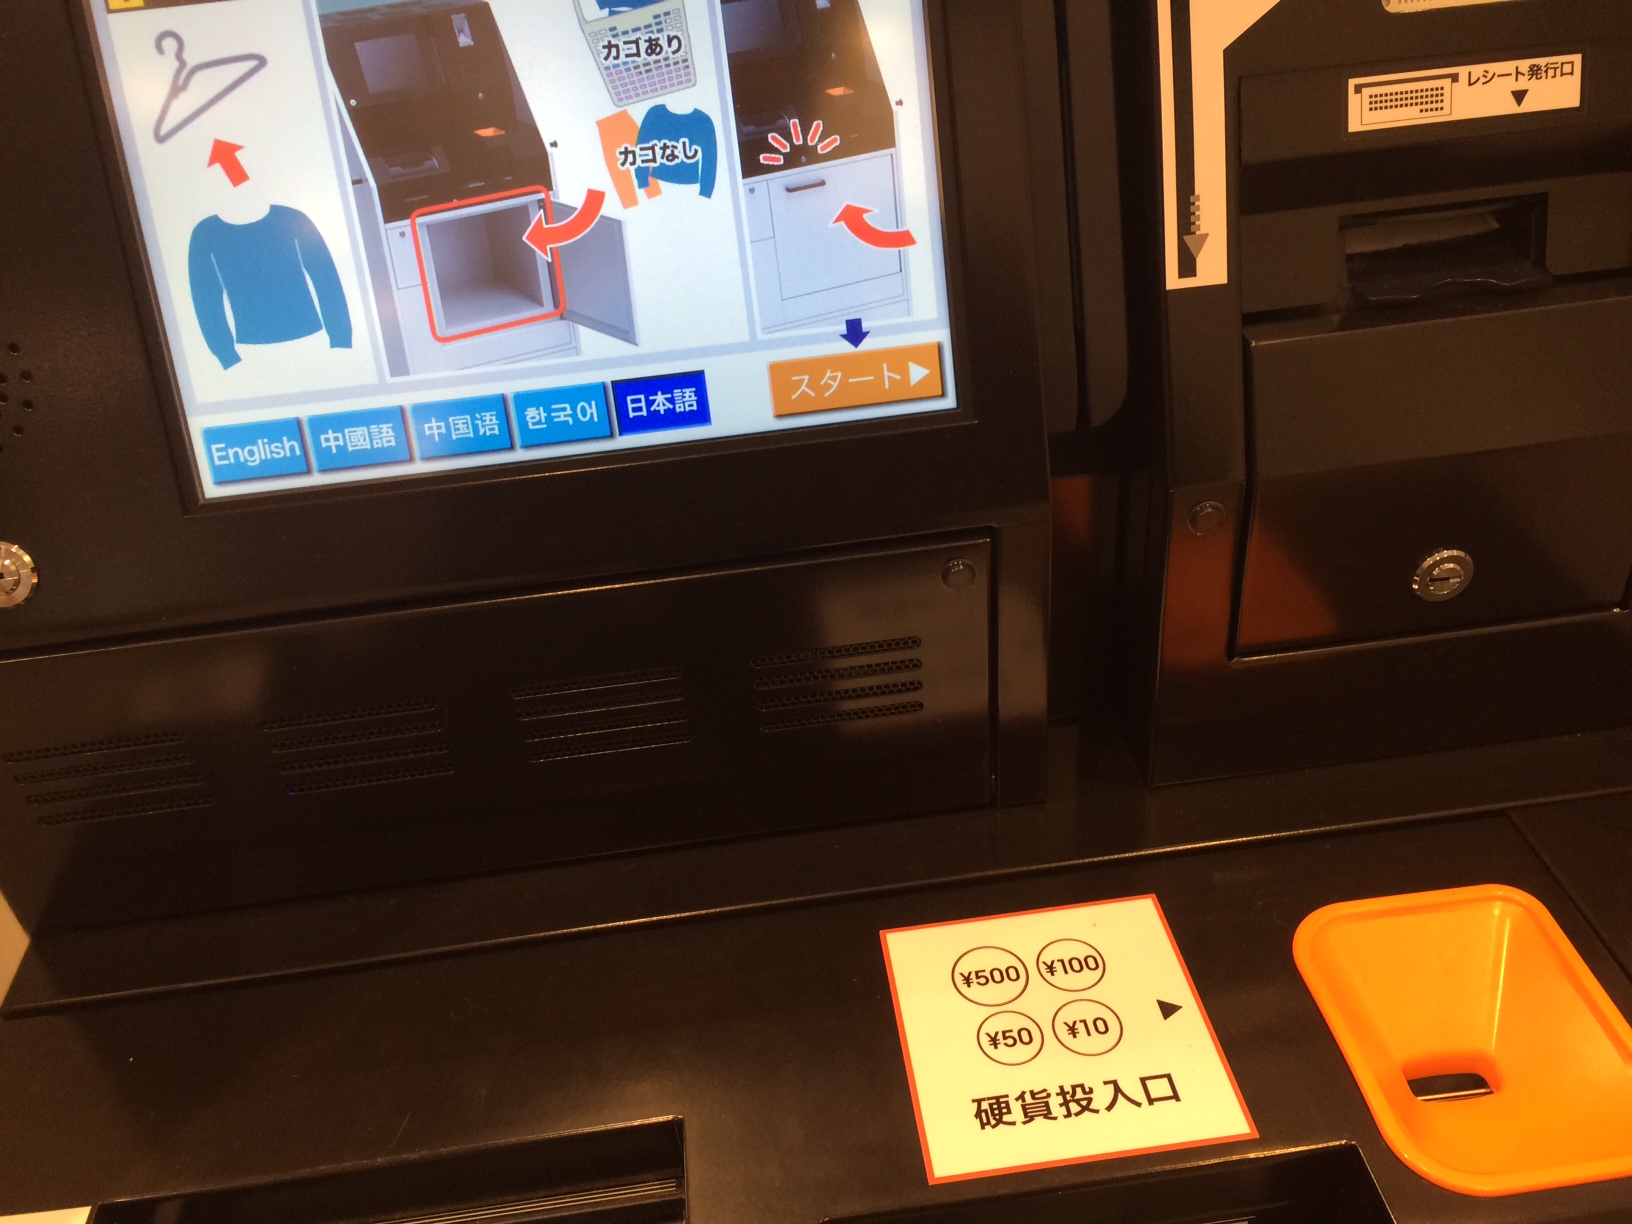 カゴあり
カゴなし
スタート
English
中國語
中国语
한국어
日本語
レシート発行口
¥500
¥100
¥50
¥10
硬貨投入口